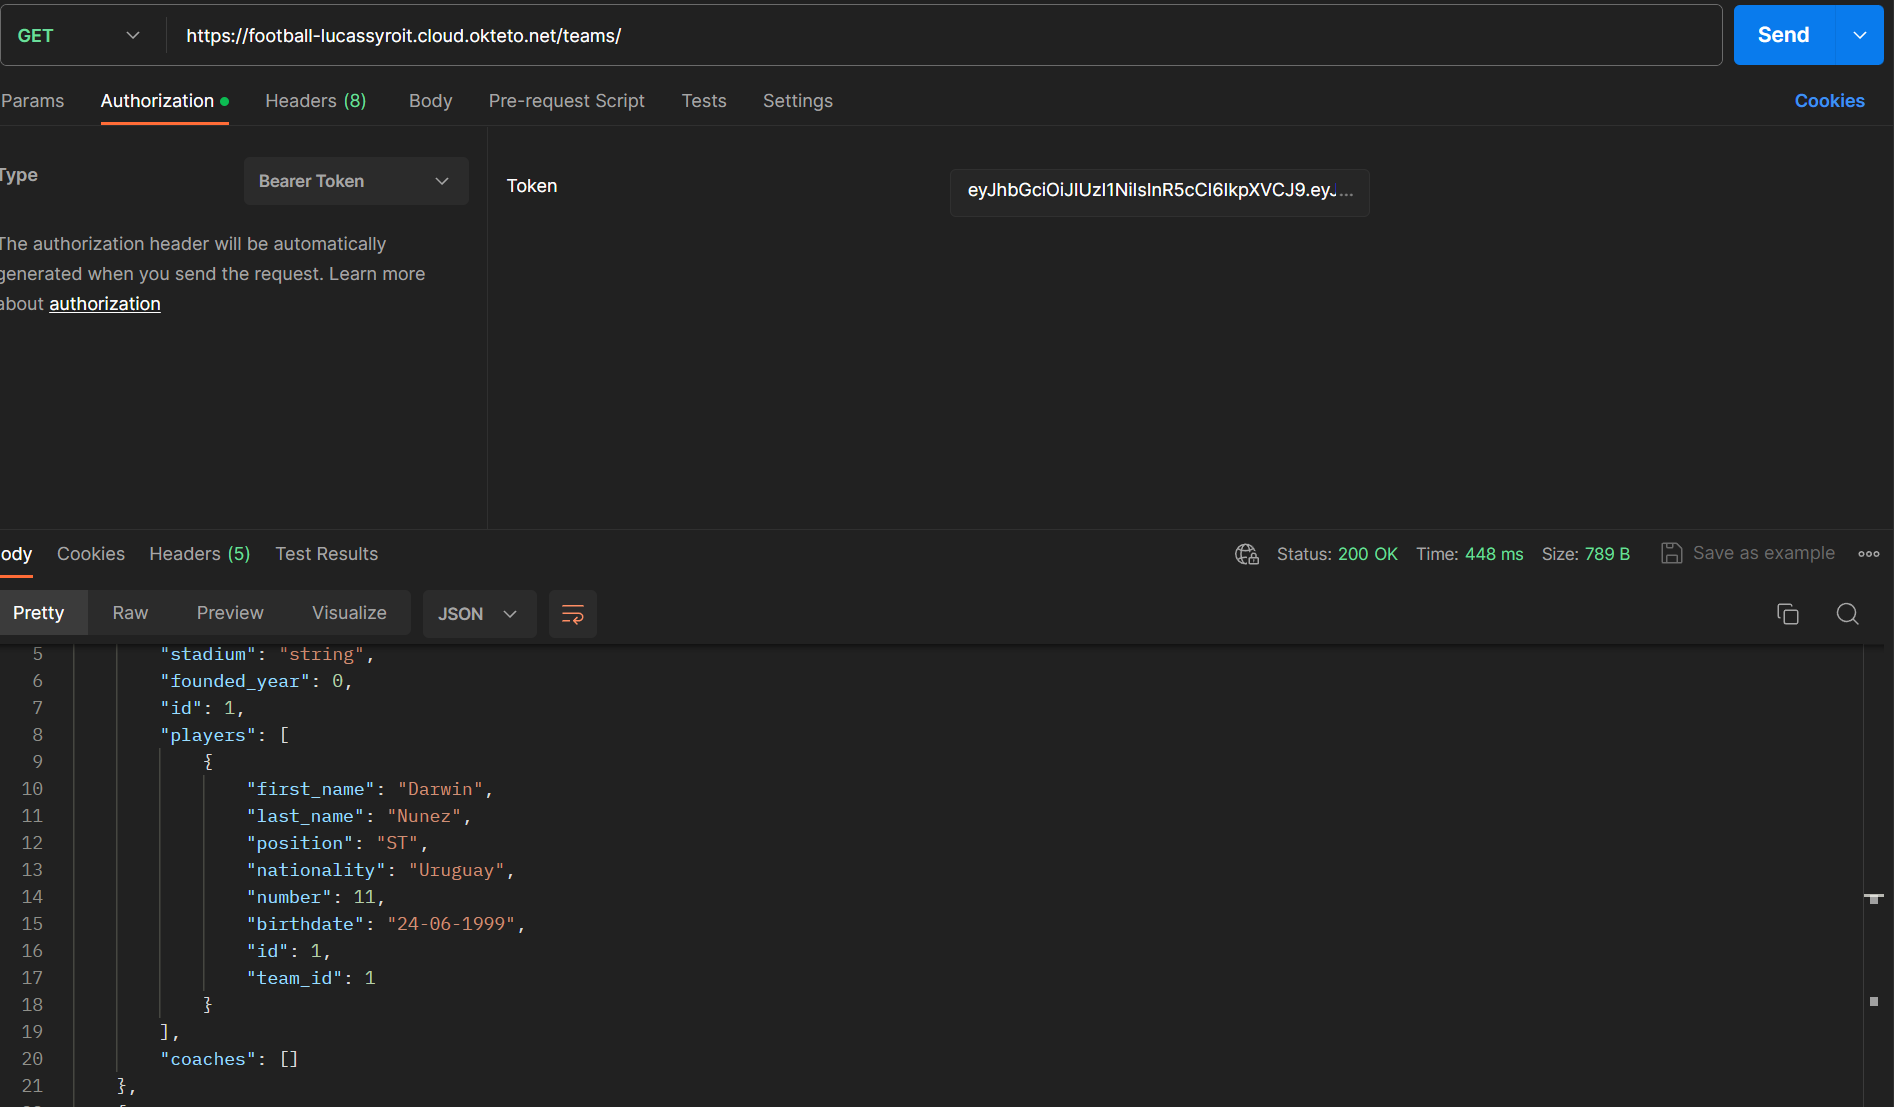 GET https://football-lucassyroit.cloud.okteto.net/teams/ Send
Params Authorization Headers (8) Body Pre-request Script Tests Settings Cookies
Type Bearer Token Token eyJhbGciOiJIUzI1NiIsInR5cCI6IkpXVCJ9.eyJ...
The authorization header will be automatically
generated when you send the request. Learn more
about authorization
ody Cookies Headers (5) Test Results Status: 200 OK Time: 448 ms Size: 789 B Save as example
Pretty Raw Preview Visualize JSON
5 "stadium": "string",
6 "founded_year": 0,
7 "id": 1,
8 "players": [
9 {
10 "first_name": "Darwin",
11 "last_name": "Nunez",
12 "position": "ST",
13 "nationality": "Uruguay",
14 "number": 11,
15 "birthdate": "24-06-1999",
16 "id": 1,
17 "team_id": 1
18 }
19 ],
20 "coaches": []
21 },